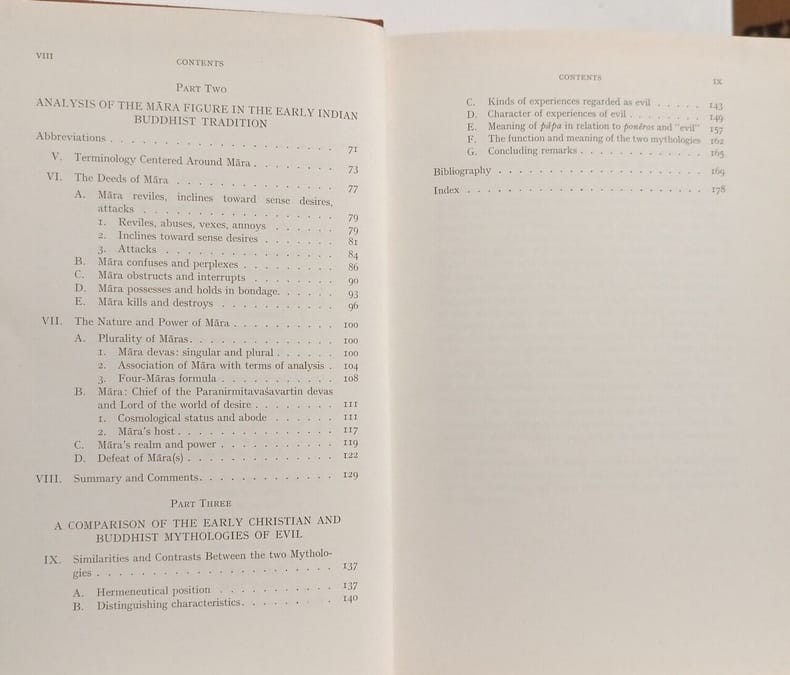 VIII
CONTENTS
PART TWO
ANALYSIS OF THE MĀRA FIGURE IN THE EARLY INDIAN
BUDDHIST TRADITION
Abbreviations . . . . . . . . . . . . . . . . . 71
V. Terminology Centered Around Māra . . . . . . . 73
VI. The Deeds of Māra . . . . . . . . . . . . . 77
A. Māra reviles, inclines toward sense desires,
attacks . . . . . . . . . . . . . . . 79
1. Reviles, abuses, vexes, annoys . . . . . . 79
2. Inclines toward sense desires . . . . . . . 81
3. Attacks . . . . . . . . . . . . . 84
B. Māra confuses and perplexes . . . . . . . . 86
C. Māra obstructs and interrupts . . . . . . . . 90
D. Māra possesses and holds in bondage. . . . . . 93
E. Māra kills and destroys . . . . . . . . . . 96
VII. The Nature and Power of Māra . . . . . . . . . . 100
A. Plurality of Māras. . . . . . . . . . . . . 100
1. Māra devas: singular and plural . . . . . . 100
2. Association of Māra with terms of analysis . 104
3. Four-Māras formula . . . . . . . . . . 108
B. Māra: Chief of the Paranirmitavaśavartin devas
and Lord of the world of desire . . . . . . . 111
1. Cosmological status and abode . . . . . . 111
2. Māra's host . . . . . . . . . . . . . 117
C. Māra's realm and power . . . . . . . . . . 119
D. Defeat of Māra(s) . . . . . . . . . . . . . 122
VIII. Summary and Comments. . . . . . . . . . . . 129
PART THREE
A COMPARISON OF THE EARLY CHRISTIAN AND
BUDDHIST MYTHOLOGIES OF EVIL
IX. Similarities and Contrasts Between the two Mytholo-
gies . . . . . . . . . . . . . . . . . . . . 137
A. Hermeneutical position . . . . . . . . . . . 137
B. Distinguishing characteristics. . . . . . . . . 140
CONTENTS
IX
C. Kinds of experiences regarded as evil . . . . . 143
D. Character of experiences of evil . . . . . . . . 149
E. Meaning of pāpa in relation to ponēros and "evil" 157
F. The function and meaning of the two mythologies 162
G. Concluding remarks . . . . . . . . . . . . . 165
Bibliography . . . . . . . . . . . . . . . . . . . . 169
Index . . . . . . . . . . . . . . . . . . . . . . . 178